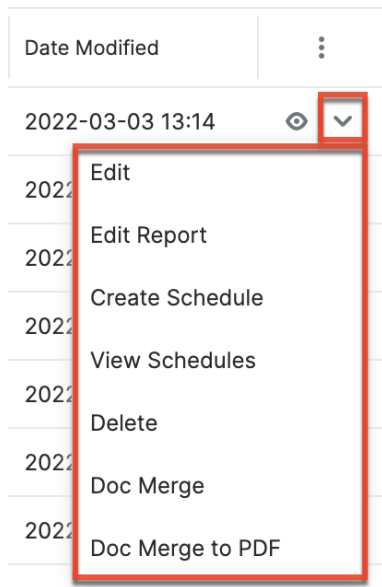 Date Modified
2022-03-03 13:14
Edit
2022
Edit Report
2022
Create Schedule
2022
View Schedules
2022
Delete
2022
Doc Merge
2022
Doc Merge to PDF